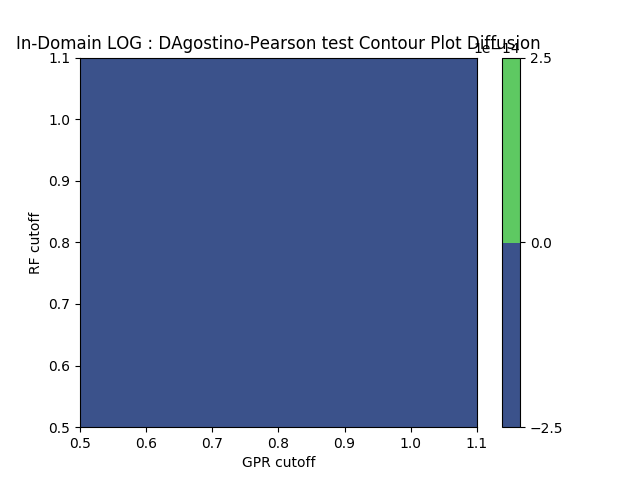 In-Domain LOG : DAgostino-Pearson test Contour Plot Diffusion
1e−14
1.1
1.0
0.9
0.8
0.7
0.6
0.5
RF cutoff
0.5 0.6 0.7 0.8 0.9 1.0 1.1
GPR cutoff
2.5
0.0
−2.5